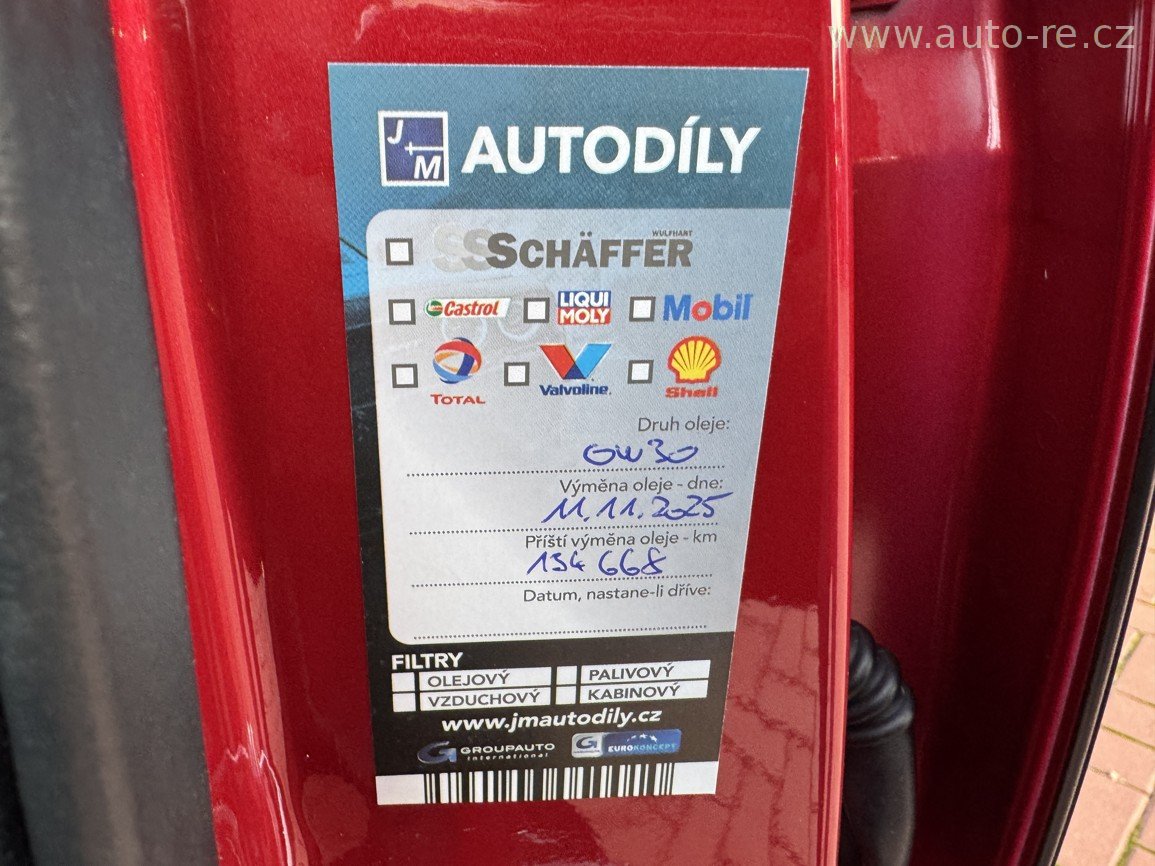 www.auto-re.cz
J+M AUTODÍLY
WULFHART
SCHÄFFER
Castrol LIQUI MOLY Mobil
TOTAL Valvoline. Shell
Druh oleje:
0W30
Výměna oleje - dne:
11.11.2025
Příští výměna oleje - km
134 668
Datum, nastane-li dříve:
FILTRY
OLEJOVÝ PALIVOVÝ
VZDUCHOVÝ KABINOVÝ
www.jmautodily.cz
GROUPAUTO International EUROKONCEPT